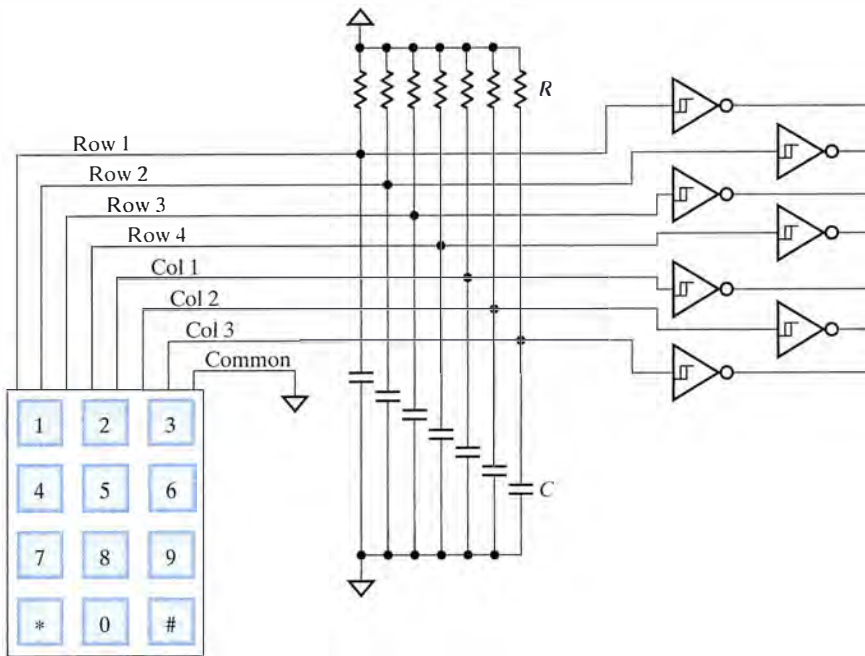 R
Row 1
Row 2
Row 3
Row 4
Col 1
Col 2
Col 3
Common
1 2 3
4 5 6
C
7 8 9
* 0 #